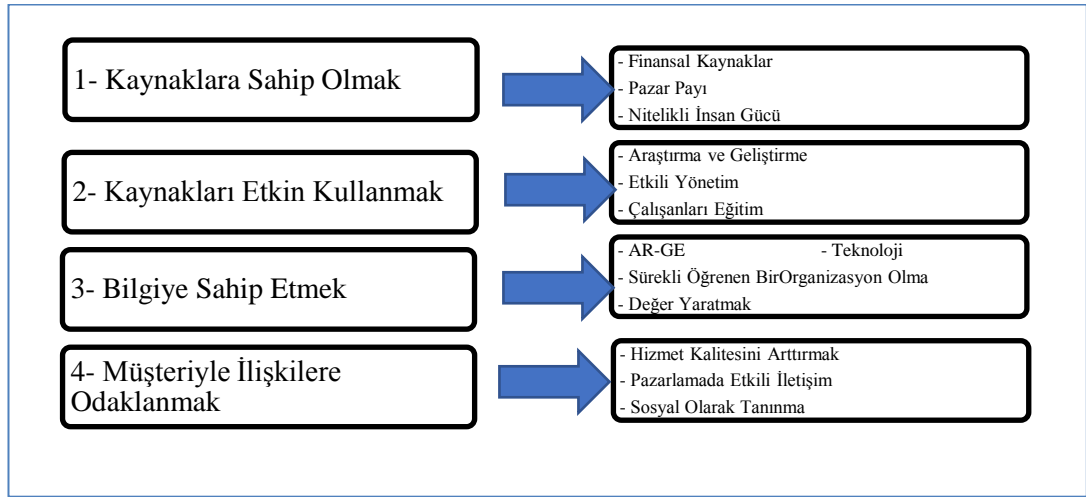 1- Kaynaklara Sahip Olmak
- Finansal Kaynaklar
- Pazar Payı
- Nitelikli İnsan Gücü
2- Kaynakları Etkin Kullanmak
- Araştırma ve Geliştirme
- Etkili Yönetim
- Çalışanları Eğitim
3- Bilgiye Sahip Etmek
- AR-GE - Teknoloji
- Sürekli Öğrenen BirOrganizasyon Olma
- Değer Yaratmak
4- Müşteriyle İlişkilere
Odaklanmak
- Hizmet Kalitesini Arttırmak
- Pazarlamada Etkili İletişim
- Sosyal Olarak Tanınma